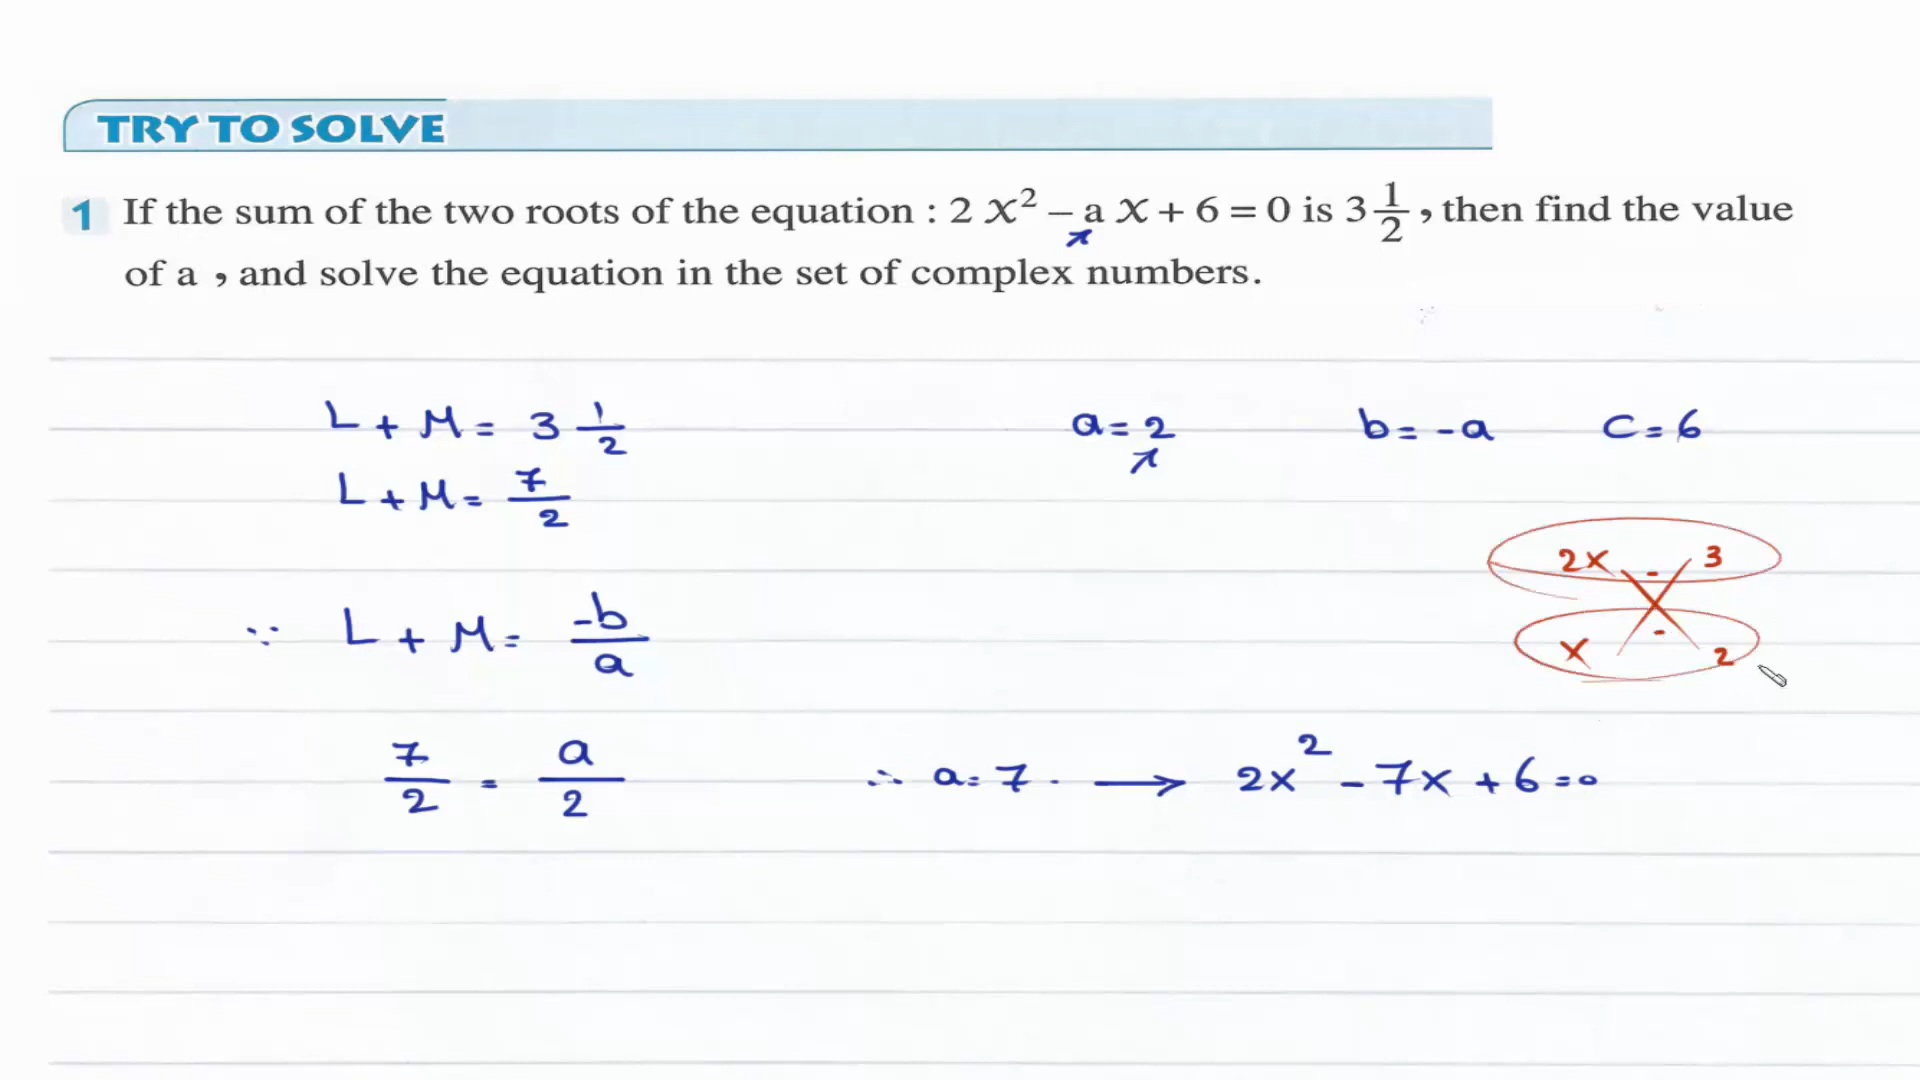 TRY TO SOLVE
1 If the sum of the two roots of the equation : 2 x² – a x + 6 = 0 is 3 1/2 , then find the value
of a , and solve the equation in the set of complex numbers.
L + M = 3 1/2 a = 2 b = -a c = 6
L + M = 7/2
2x - 3
∵ L + M = -b/a
x - 2
7/2 = a/2 ∴ a = 7 . → 2x² - 7x + 6 = 0